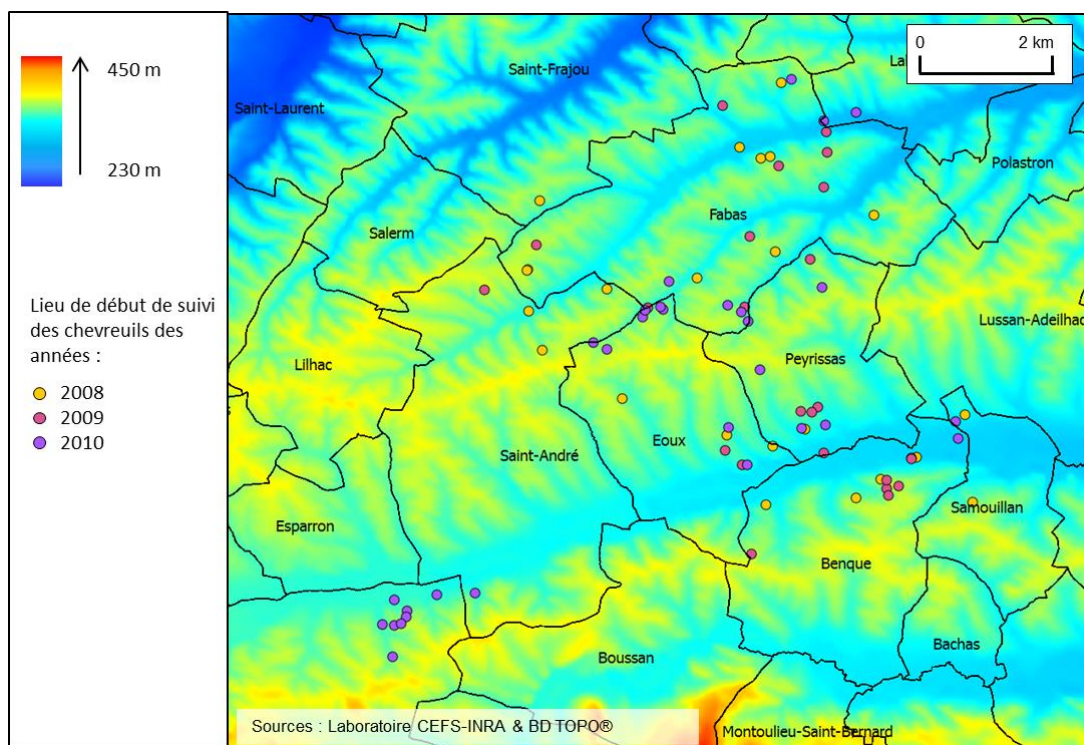 450 m
230 m
Lieu de début de suivi
des chevreuils des
années :
2008
2009
2010
0 2 km
Saint-Frajou
Saint-Laurent
Polastron
Fabas
Salerm
Lussan-Adeilhac
Lilhac
Peyrissas
Eoux
Saint-André
Esparron
Samouillan
Benque
Bachas
Boussan
Montoulieu-Saint-Bernard
Sources : Laboratoire CEFS-INRA & BD TOPO®